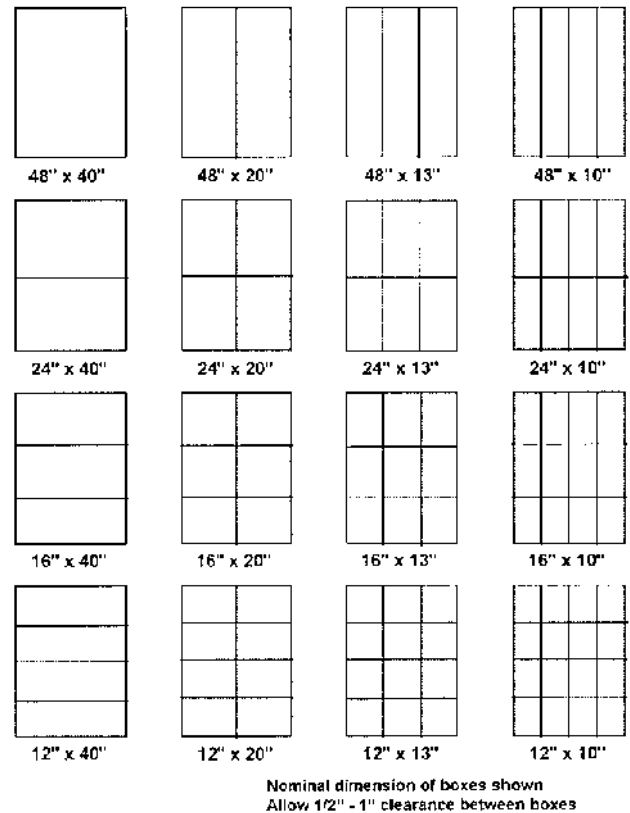 48" x 40" 48" x 20" 48" x 13" 48" x 10"
24" x 40" 24" x 20" 24" x 13" 24" x 10"
16" x 40" 16" x 20" 16" x 13" 16" x 10"
12" x 40" 12" x 20" 12" x 13" 12" x 10"
Nominal dimension of boxes shown
Allow 1/2" - 1" clearance between boxes